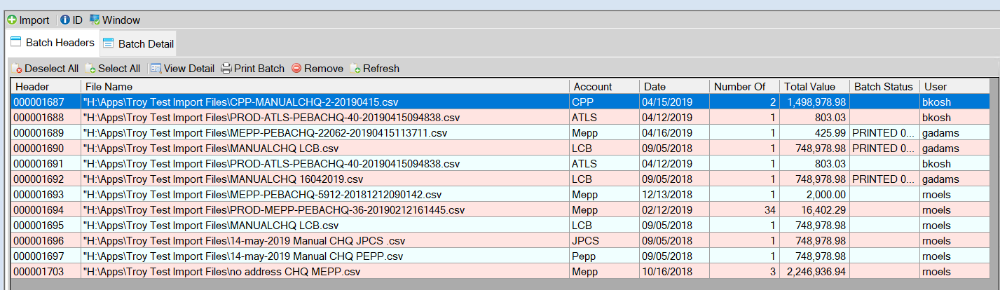 Import ID Window
Batch Headers Batch Detail
Deselect All Select All View Detail Print Batch Remove Refresh
Header File Name Account Date Number Of Total Value Batch Status User
000001687 "H:\Apps\Troy Test Import Files\CPP-MANUALCHQ-2-20190415.csv CPP 04/15/2019 2 1,498,978.98 bkosh
000001688 "H:\Apps\Troy Test Import Files\PROD-ATLS-PEBACHQ-40-20190415094838.csv ATLS 04/12/2019 1 803.03 bkosh
000001689 "H:\Apps\Troy Test Import Files\MEPP-PEBACHQ-22062-20190415113711.csv Mepp 04/16/2019 1 425.99 PRINTED 0... gadams
000001690 "H:\Apps\Troy Test Import Files\MANUALCHQ LCB.csv LCB 09/05/2018 1 748,978.98 PRINTED 0... gadams
000001691 "H:\Apps\Troy Test Import Files\PROD-ATLS-PEBACHQ-40-20190415094838.csv ATLS 04/12/2019 1 803.03 bkosh
000001692 "H:\Apps\Troy Test Import Files\MANUALCHQ 16042019.csv LCB 09/05/2018 1 748,978.98 PRINTED 0... gadams
000001693 "H:\Apps\Troy Test Import Files\MEPP-PEBACHQ-5912-20181212090142.csv Mepp 12/13/2018 1 2,000.00 rnoels
000001694 "H:\Apps\Troy Test Import Files\PROD-MEPP-PEBACHQ-36-20190212161445.csv Mepp 02/12/2019 34 16,402.29 rnoels
000001695 "H:\Apps\Troy Test Import Files\MANUALCHQ LCB.csv LCB 09/05/2018 1 748,978.98 rnoels
000001696 "H:\Apps\Troy Test Import Files\14-may-2019 Manual CHQ JPCS .csv JPCS 09/05/2018 1 748,978.98 rnoels
000001697 "H:\Apps\Troy Test Import Files\14-may-2019 Manual CHQ PEPP.csv Pepp 09/05/2018 1 748,978.98 rnoels
000001703 "H:\Apps\Troy Test Import Files\no address CHQ MEPP.csv Mepp 10/16/2018 3 2,246,936.94 rnoels